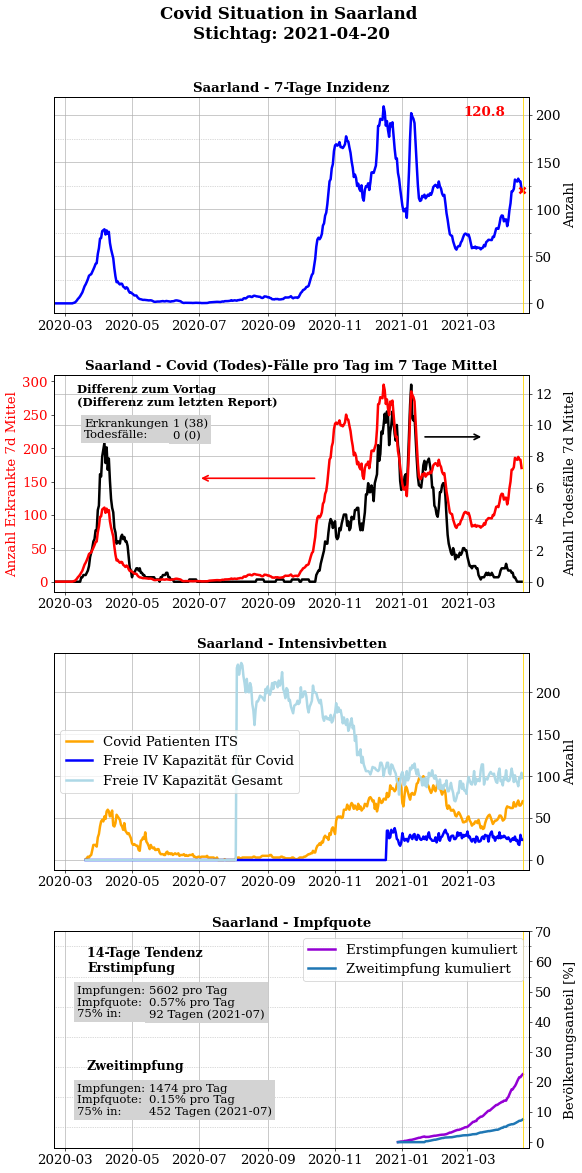 Covid Situation in Saarland
Stichtag: 2021-04-20
Saarland - 7-Tage Inzidenz
120.8
200
150
100
50
0
Anzahl
2020-03 2020-05 2020-07 2020-09 2020-11 2021-01 2021-03
Saarland - Covid (Todes)-Fälle pro Tag im 7 Tage Mittel
Differenz zum Vortag
(Differenz zum letzten Report)
Erkrankungen 1 (38)
Todesfälle: 0 (0)
300
250
200
150
100
50
0
Anzahl Erkrankte 7d Mittel
12
10
8
6
4
2
0
Anzahl Todesfälle 7d Mittel
2020-03 2020-05 2020-07 2020-09 2020-11 2021-01 2021-03
Saarland - Intensivbetten
Covid Patienten ITS
Freie IV Kapazität für Covid
Freie IV Kapazität Gesamt
200
150
100
50
0
Anzahl
2020-03 2020-05 2020-07 2020-09 2020-11 2021-01 2021-03
Saarland - Impfquote
14-Tage Tendenz
Erstimpfung
Impfungen: 5602 pro Tag
Impfquote: 0.57% pro Tag
75% in: 92 Tagen (2021-07)
Zweitimpfung
Impfungen: 1474 pro Tag
Impfquote: 0.15% pro Tag
75% in: 452 Tagen (2021-07)
Erstimpfungen kumuliert
Zweitimpfung kumuliert
70
60
50
40
30
20
10
0
Bevölkerungsanteil [%]
2020-03 2020-05 2020-07 2020-09 2020-11 2021-01 2021-03